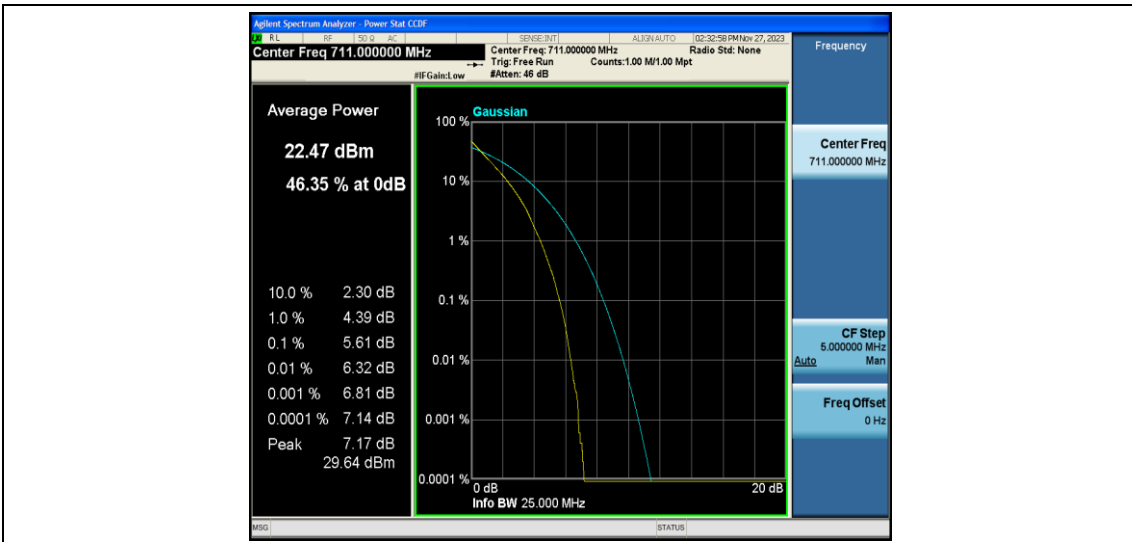 Agilent Spectrum Analyzer - Power Stat CCDF
RL RF 50 Ω AC SENSE:INT ALIGN AUTO 02:32:58 PM Nov 27, 2023
Center Freq 711.000000 MHz
Center Freq: 711.000000 MHz Radio Std: None
Trig: Free Run Counts:1.00 M/1.00 Mpt
#IFGain:Low #Atten: 46 dB
Average Power
22.47 dBm
46.35 % at 0dB
10.0 % 2.30 dB
1.0 % 4.39 dB
0.1 % 5.61 dB
0.01 % 6.32 dB
0.001 % 6.81 dB
0.0001 % 7.14 dB
Peak 7.17 dB
29.64 dBm
Gaussian
100 %
10 %
1 %
0.1 %
0.01 %
0.001 %
0.0001 %
0 dB 20 dB
Info BW 25.000 MHz
Frequency
Center Freq
711.000000 MHz
CF Step
5.000000 MHz
Auto Man
Freq Offset
0 Hz
MSG STATUS